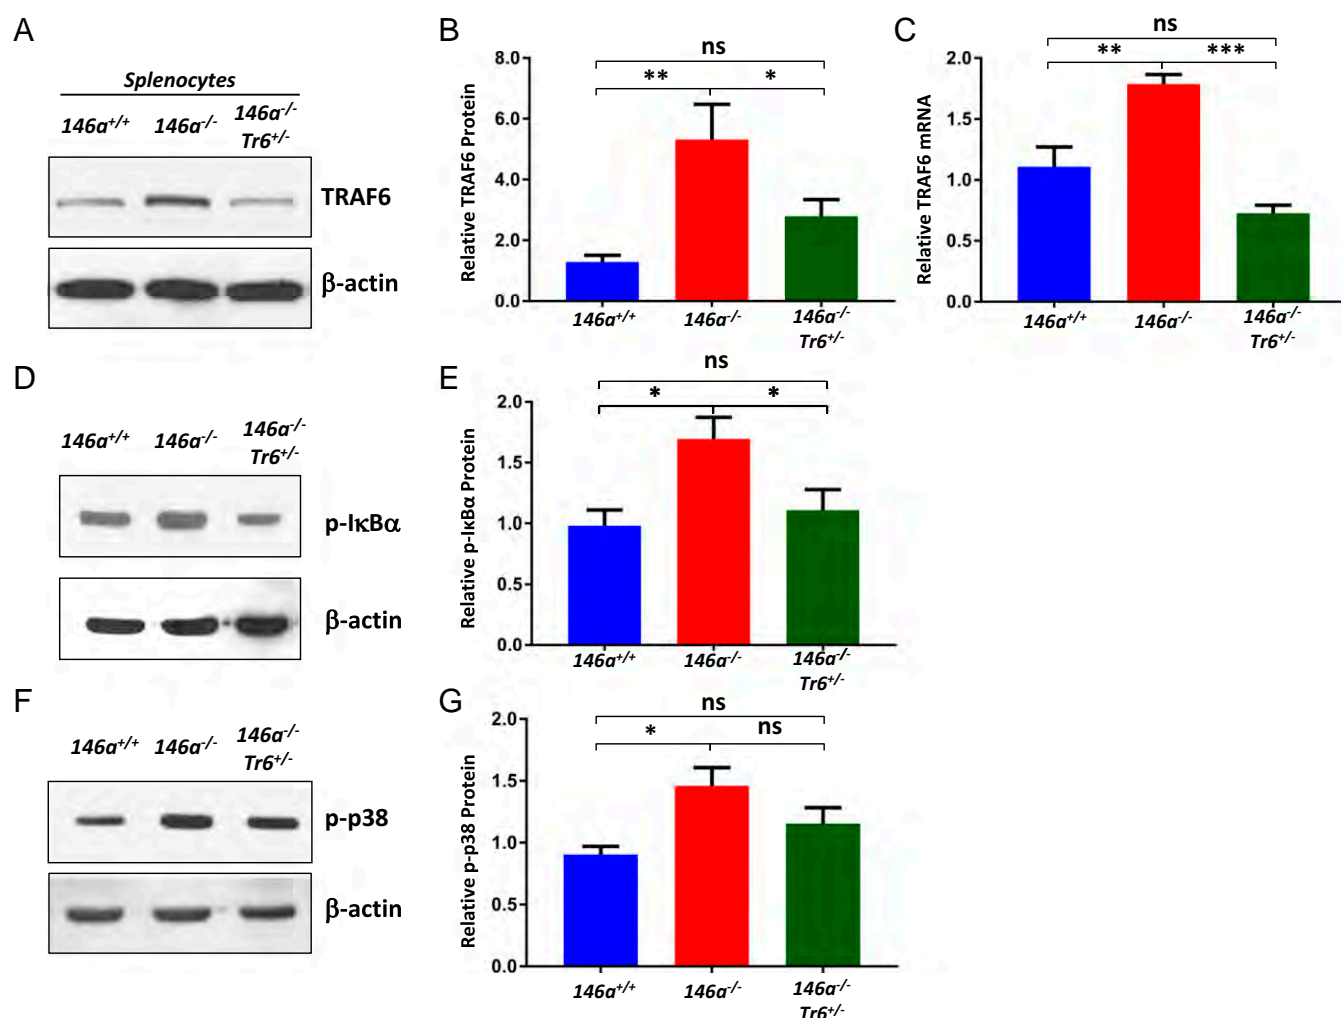 A
Splenocytes
146a+/+ 146a-/- 146a-/-
Tr6+/-
TRAF6
β-actin
B
ns
** *
8.0
6.0
4.0
2.0
0.0
Relative TRAF6 Protein
146a+/+ 146a-/- 146a-/-
Tr6+/-
C
ns
** ***
2.0
1.5
1.0
0.5
0.0
Relative TRAF6 mRNA
146a+/+ 146a-/- 146a-/-
Tr6+/-
D
146a+/+ 146a-/- 146a-/-
Tr6+/-
p-IκBα
β-actin
E
ns
* *
2.0
1.5
1.0
0.5
0.0
Relative p-IκBα Protein
146a+/+ 146a-/- 146a-/-
Tr6+/-
F
146a+/+ 146a-/- 146a-/-
Tr6+/-
p-p38
β-actin
G
ns
* ns
2.0
1.5
1.0
0.5
0.0
Relative p-p38 Protein
146a+/+ 146a-/- 146a-/-
Tr6+/-